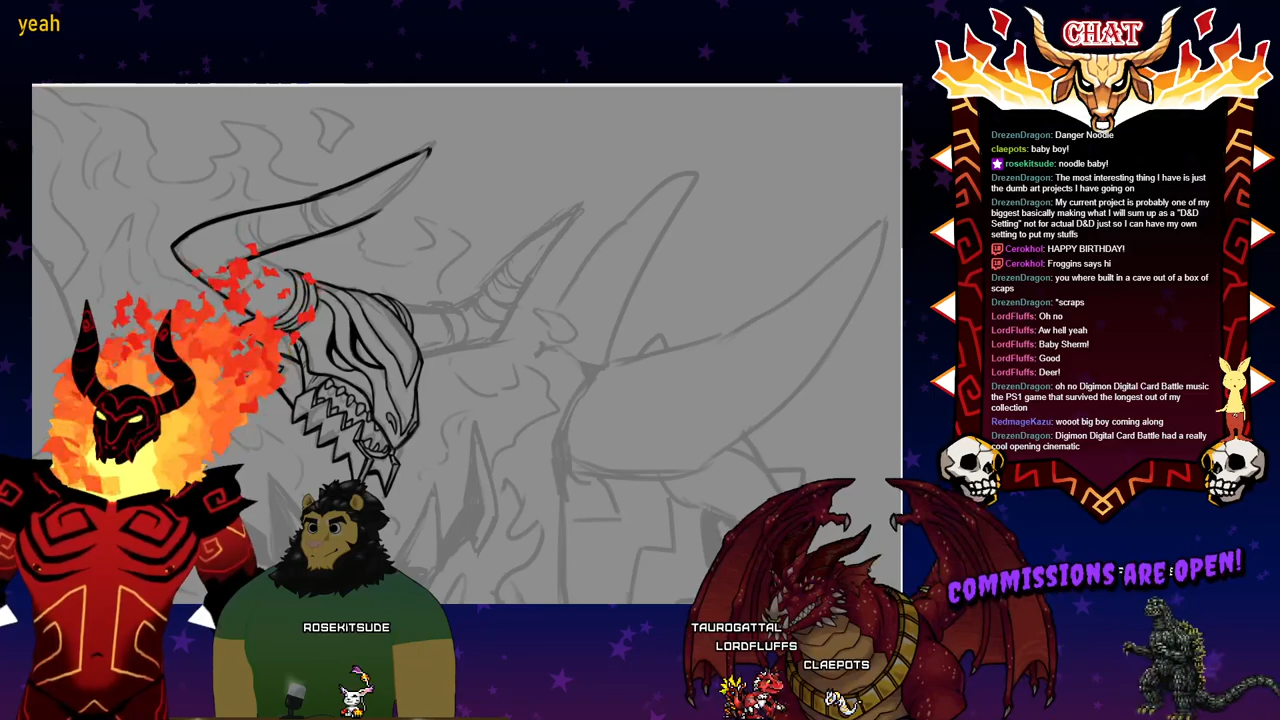 yeah
CHAT
DrezenDragon: Danger Noodle
claepots: baby boy!
rosekitsude: noodle baby!
DrezenDragon: The most interesting thing I have is just
the dumb art projects I have going on
DrezenDragon: My current project is probably one of my
biggest basically making what I will sum up as a "D&D
Setting" not for actual D&D just so I can have my own
setting to put my stuffs
Cerokhol: HAPPY BIRTHDAY!
Cerokhol: Froggins says hi
DrezenDragon: you where built in a cave out of a box of
scaps
DrezenDragon: *scraps
LordFluffs: Oh no
LordFluffs: Aw hell yeah
LordFluffs: Baby Sherm!
LordFluffs: Good
LordFluffs: Deer!
DrezenDragon: oh no Digimon Digital Card Battle music
the PS1 game that survived the longest out of my
collection
RedmageKazu: wooot big boy coming along
DrezenDragon: Digimon Digital Card Battle had a really
cool opening cinematic
COMMISSIONS ARE OPEN!
ROSEKITSUDE
TAUROGATTAL
LORDFLUFFS
CLAEPOTS